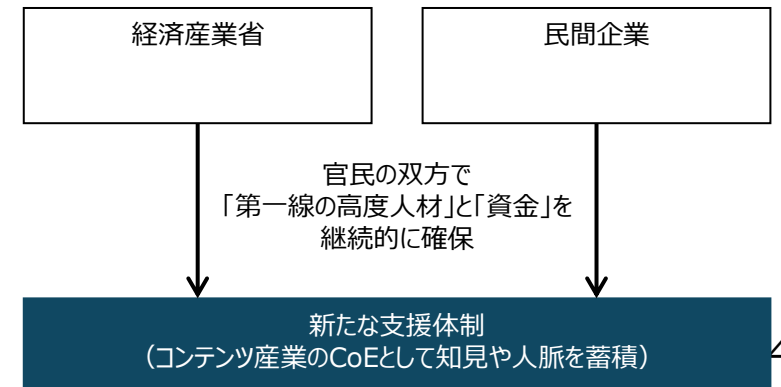 経済産業省
民間企業
官民の双方で
「第一線の高度人材」と「資金」を
継続的に確保
新たな支援体制
（コンテンツ産業のCoEとして知見や人脈を蓄積）